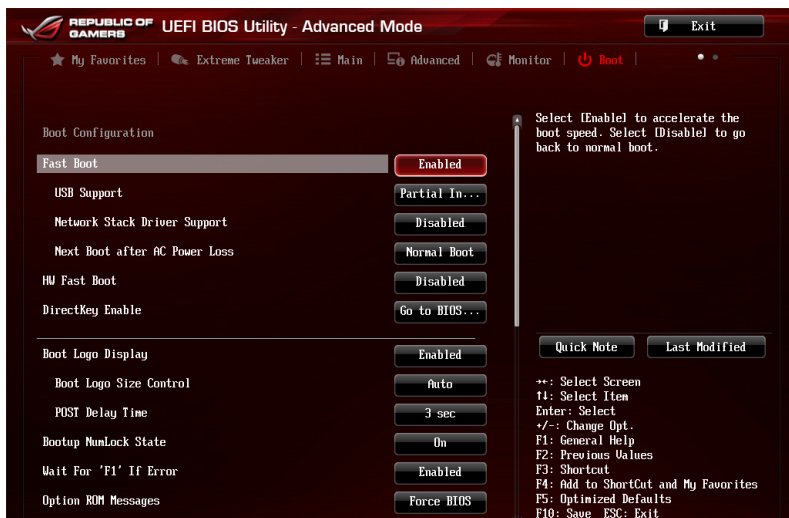 REPUBLIC OF GAMERS UEFI BIOS Utility - Advanced Mode Exit
My Favorites Extreme Tweaker Main Advanced Monitor Boot
Boot Configuration
Fast Boot Enabled
USB Support Partial In...
Network Stack Driver Support Disabled
Next Boot after AC Power Loss Normal Boot
HW Fast Boot Disabled
DirectKey Enable Go to BIOS...
Boot Logo Display Enabled
Boot Logo Size Control Auto
POST Delay Time 3 sec
Bootup NumLock State On
Wait For 'F1' If Error Enabled
Option ROM Messages Force BIOS
Select [Enable] to accelerate the
boot speed. Select [Disable] to go
back to normal boot.
Quick Note Last Modified
→←: Select Screen
↑↓: Select Item
Enter: Select
+/-: Change Opt.
F1: General Help
F2: Previous Values
F3: Shortcut
F4: Add to ShortCut and My Favorites
F5: Optimized Defaults
F10: Save ESC: Exit